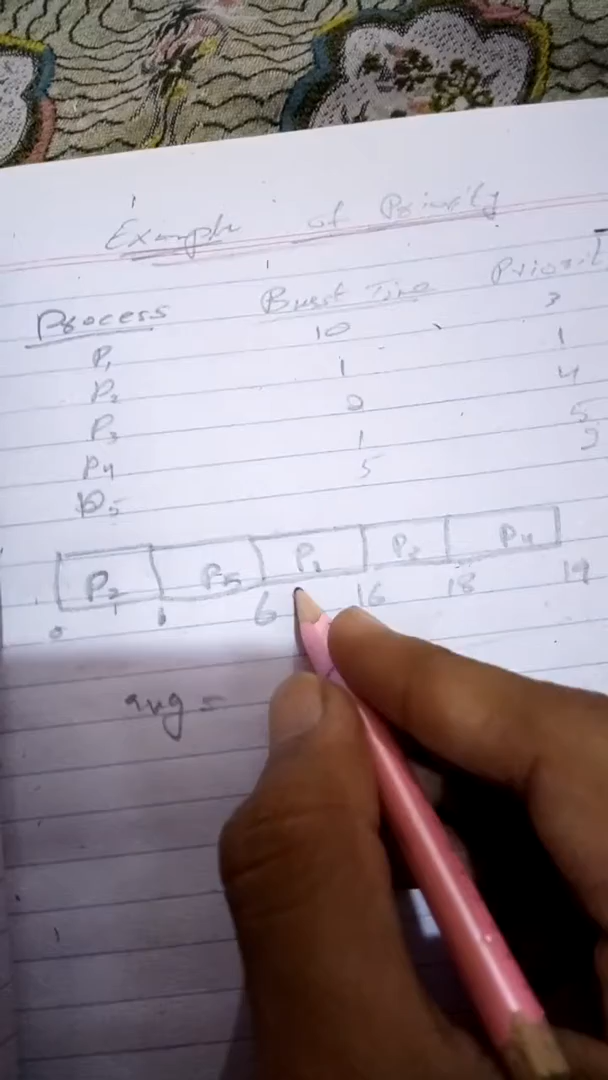 Example of Priority
Process Burst Time Priorit
P1 10 3
P2 1 1
P3 2 4
P4 1 5
P5 5 2
P2 P5 P1 P3 P4
0 1 6 16 18 19
avg =